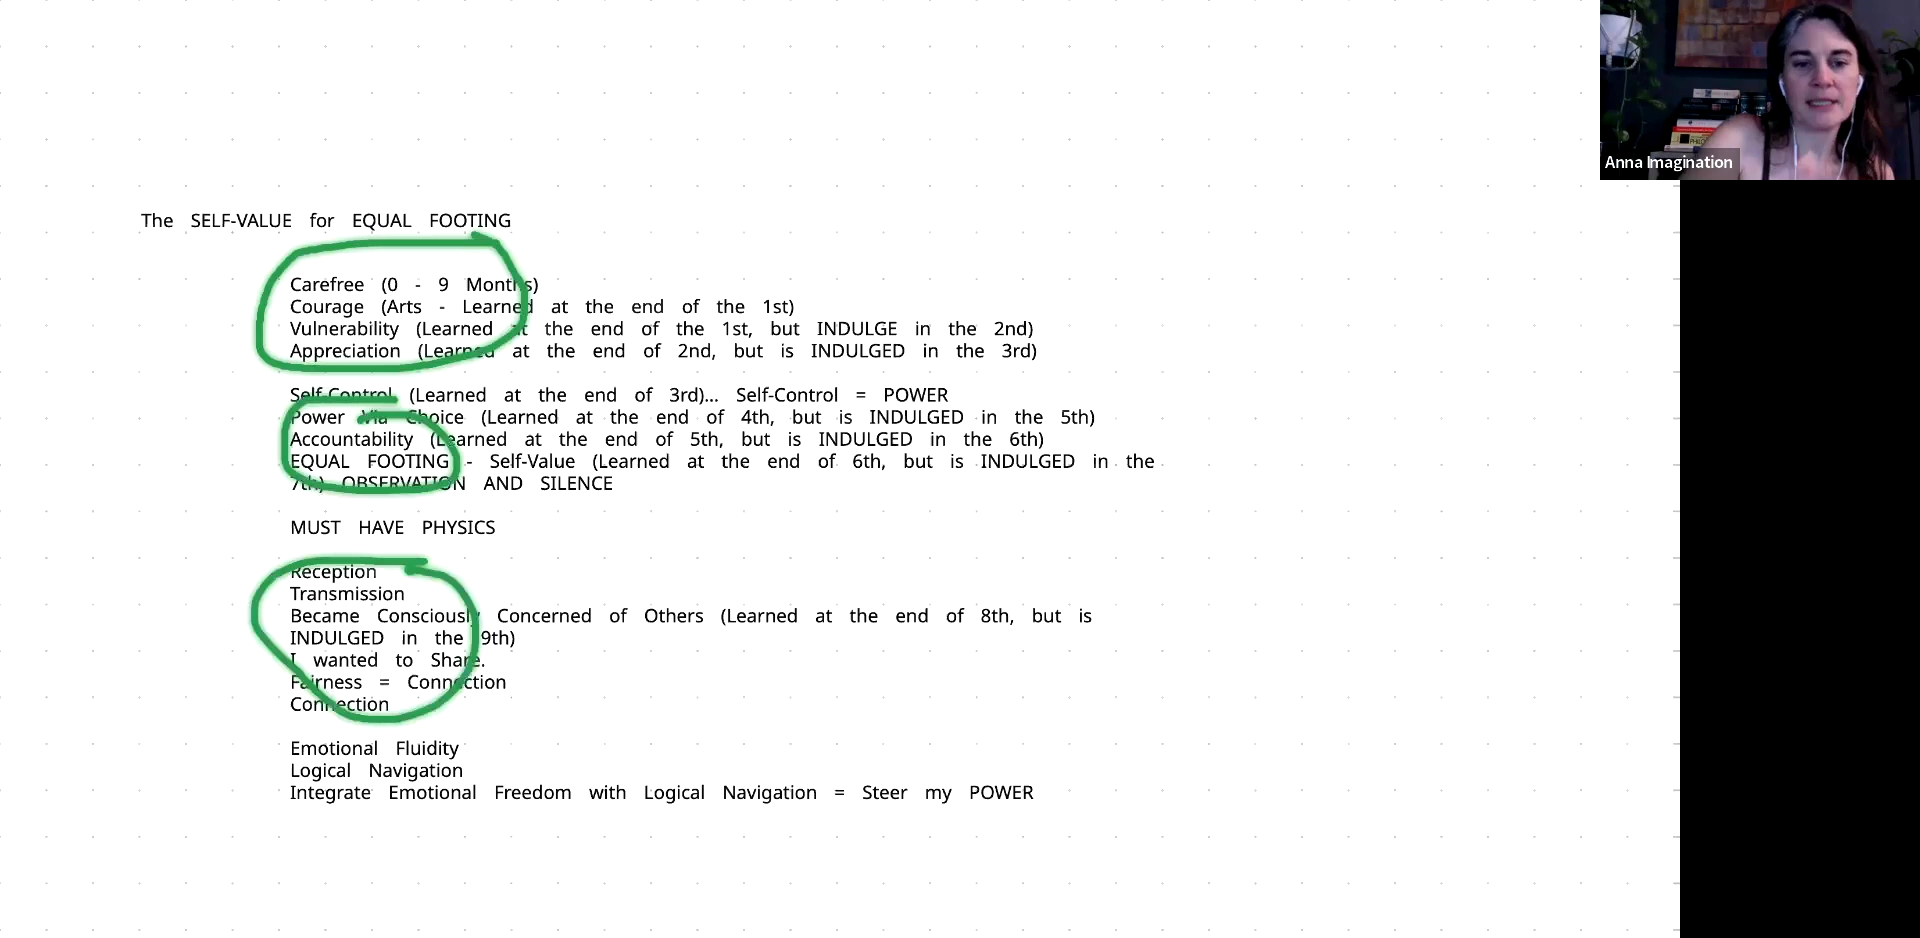 Anna Imagination
The SELF-VALUE for EQUAL FOOTING
Carefree (0 - 9 Months)
Courage (Arts - Learned at the end of the 1st)
Vulnerability (Learned at the end of the 1st, but INDULGE in the 2nd)
Appreciation (Learned at the end of 2nd, but is INDULGED in the 3rd)
Self-Control (Learned at the end of 3rd)... Self-Control = POWER
Power Via Choice (Learned at the end of 4th, but is INDULGED in the 5th)
Accountability (Learned at the end of 5th, but is INDULGED in the 6th)
EQUAL FOOTING - Self-Value (Learned at the end of 6th, but is INDULGED in the
7th) OBSERVATION AND SILENCE
MUST HAVE PHYSICS
Reception
Transmission
Became Consciously Concerned of Others (Learned at the end of 8th, but is
INDULGED in the 9th)
I wanted to Share.
Fairness = Connection
Connection
Emotional Fluidity
Logical Navigation
Integrate Emotional Freedom with Logical Navigation = Steer my POWER